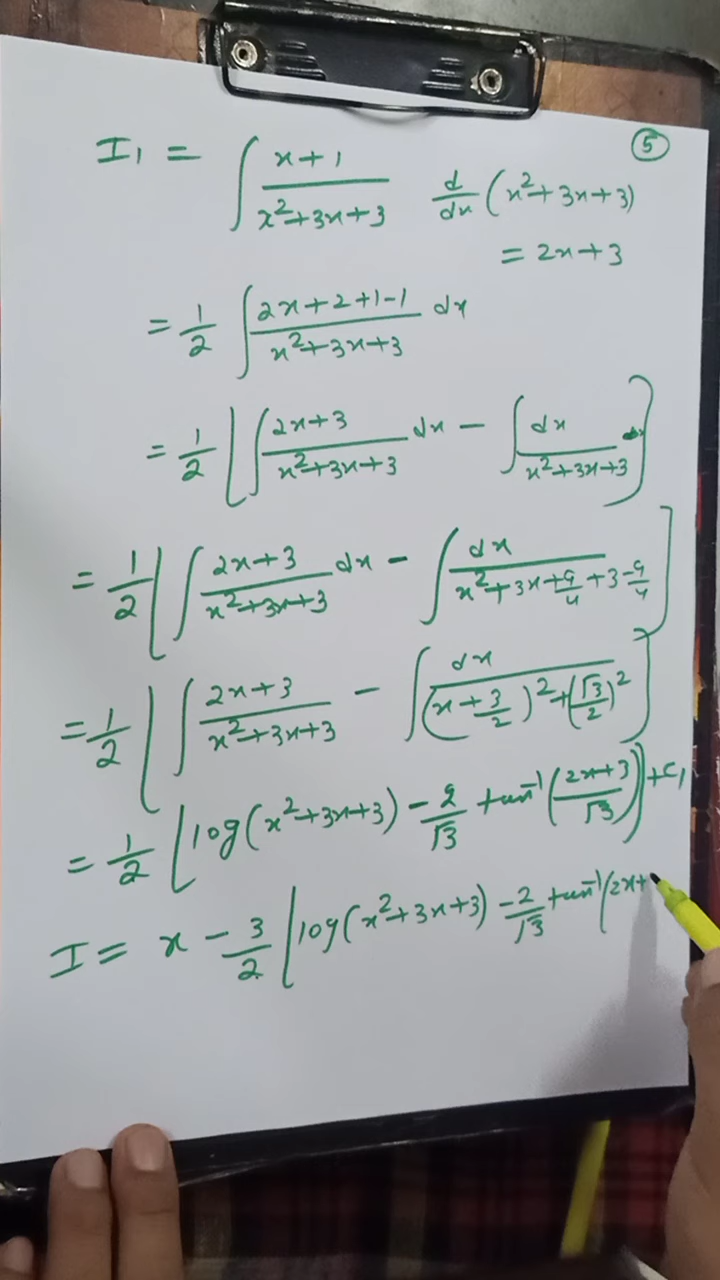 5
I₁ = ∫ (x+1)/(x²+3x+3) d/dx (x²+3x+3)
= 2x+3
= 1/2 ∫ (2x+2+1-1)/(x²+3x+3) dx
= 1/2 [∫ (2x+3)/(x²+3x+3) dx − ∫ dx/(x²+3x+3)]
= 1/2 [∫ (2x+3)/(x²+3x+3) dx − ∫ dx/(x²+3x+9/4+3-9/4)]
= 1/2 [∫ (2x+3)/(x²+3x+3) − ∫ dx/((x+3/2)²+(√3/2)²)]
= 1/2 [log(x²+3x+3) − 2/√3 tan⁻¹((2x+3)/√3)] + C₁
I = x − 3/2 [log(x²+3x+3) − 2/√3 tan⁻¹(2x+